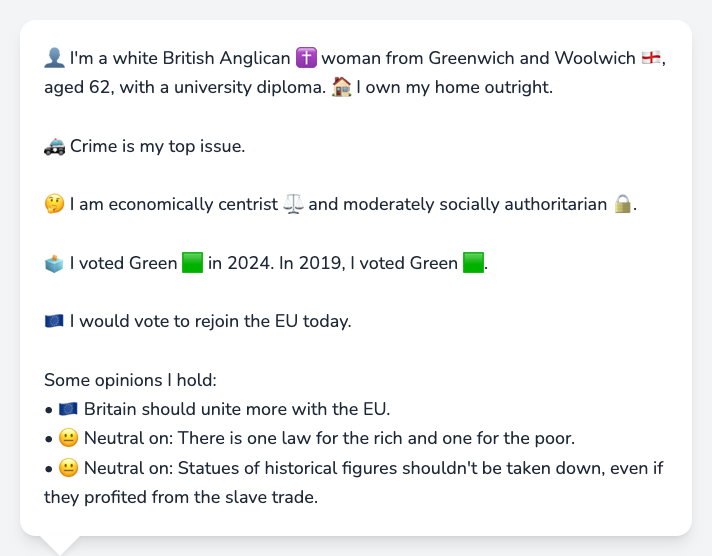 👤 I'm a white British Anglican ✝️ woman from Greenwich and Woolwich 🏴󠁧󠁢󠁥󠁮󠁧󠁿,
aged 62, with a university diploma. 🏠 I own my home outright.
🚓 Crime is my top issue.
🤔 I am economically centrist ⚖️ and moderately socially authoritarian 🔒.
🗳️ I voted Green 🟩 in 2024. In 2019, I voted Green 🟩.
🇪🇺 I would vote to rejoin the EU today.
Some opinions I hold:
• 🇪🇺 Britain should unite more with the EU.
• 😐 Neutral on: There is one law for the rich and one for the poor.
• 😐 Neutral on: Statues of historical figures shouldn't be taken down, even if
they profited from the slave trade.